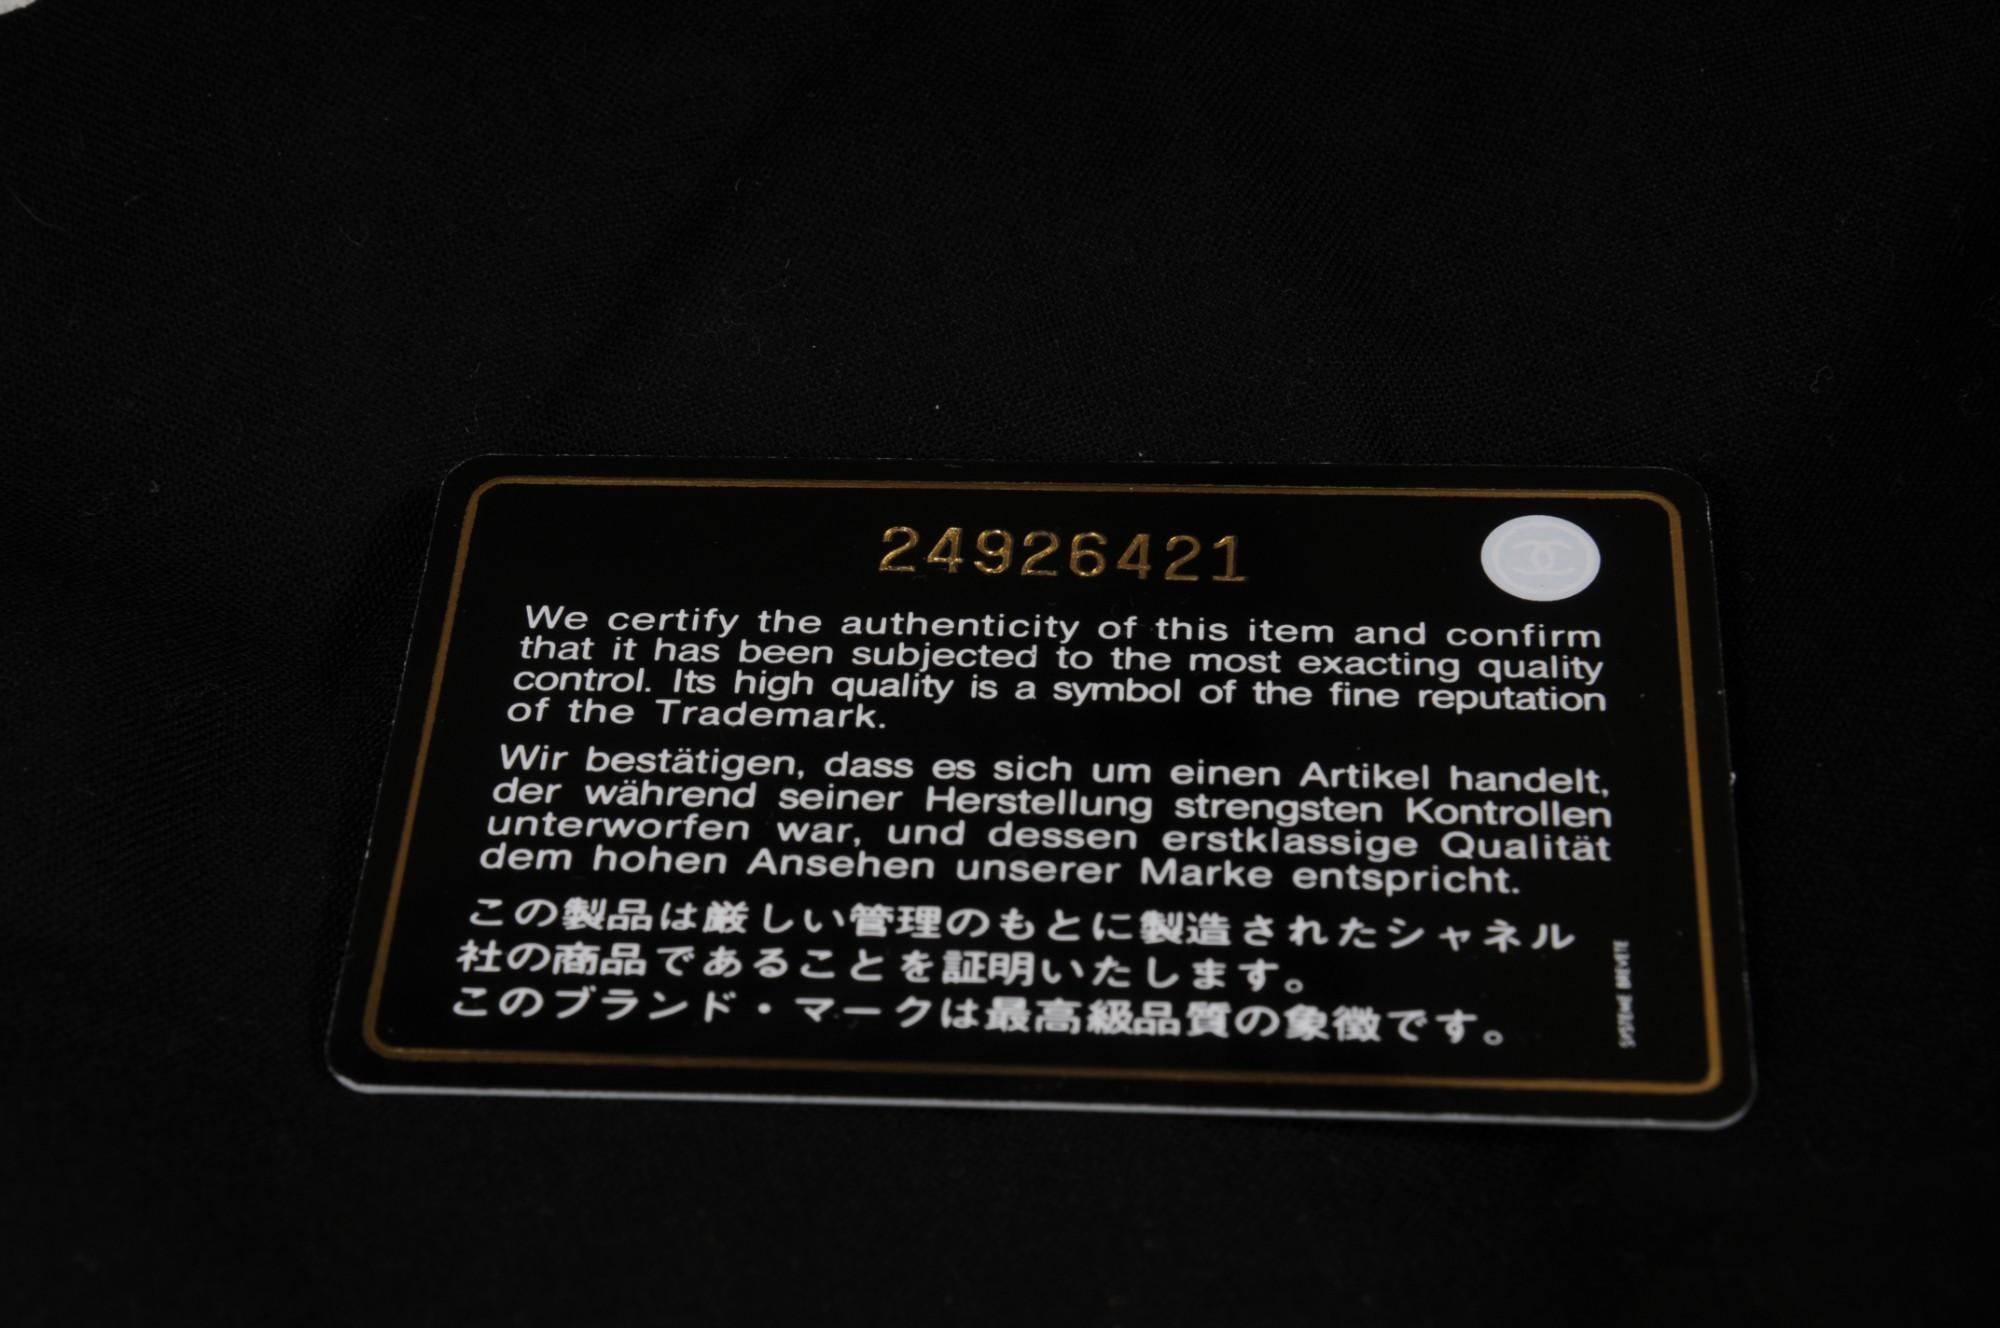 24926421
We certify the authenticity of this item and confirm
that it has been subjected to the most exacting quality
control. Its high quality is a symbol of the fine reputation
of the Trademark.
Wir bestätigen, dass es sich um einen Artikel handelt,
der während seiner Herstellung strengsten Kontrollen
unterworfen war, und dessen erstklassige Qualität
dem hohen Ansehen unserer Marke entspricht.
この製品は厳しい管理のもとに製造されたシャネル
社の商品であることを証明いたします。
このブランド・マークは最高級品質の象徴です。
SYSTEME BREVETE